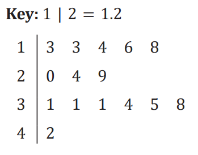 Key: 1 | 2 = 1.2
1 | 3 3 4 6 8
2 | 0 4 9
3 | 1 1 1 4 5 8
4 | 2